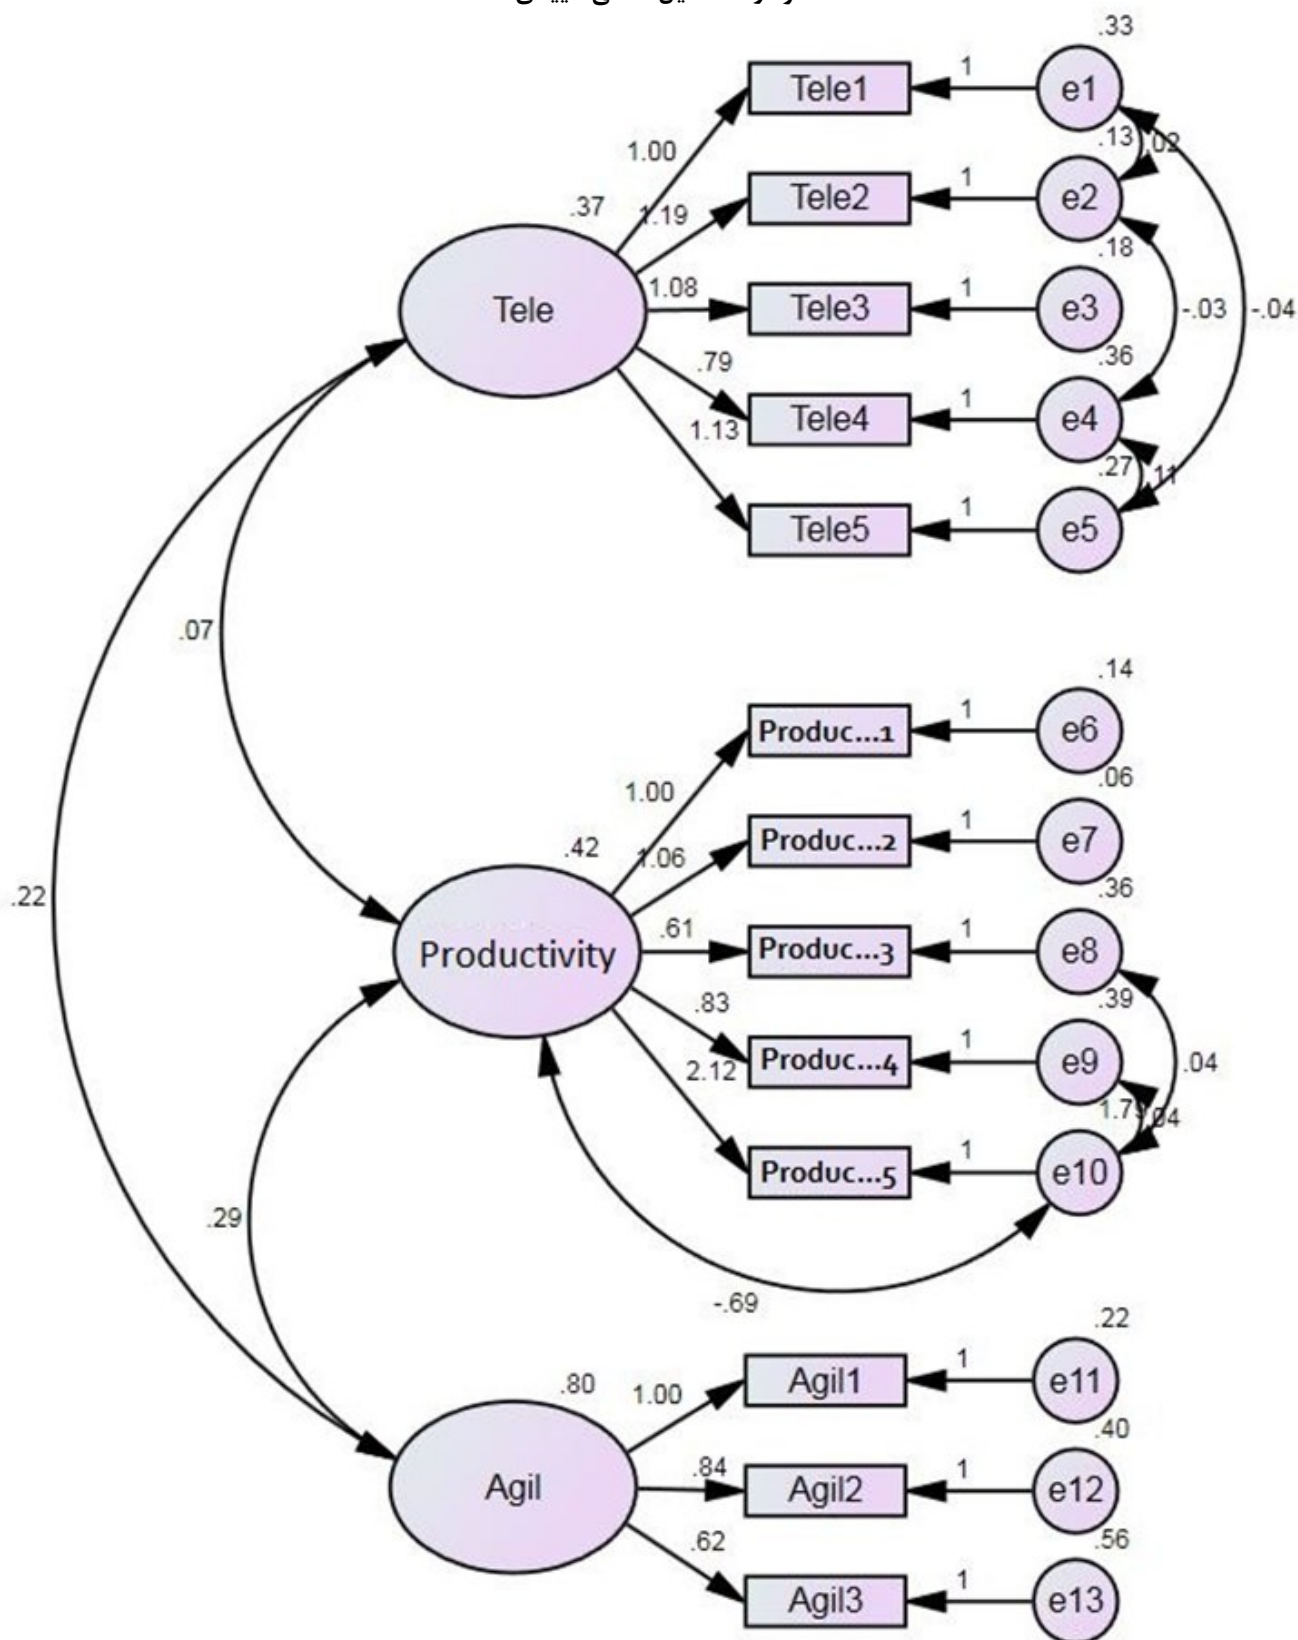 .33
Tele1
1
e1
1.00
.13
.02
.37
1.19
Tele2
1
e2
.18
1.08
Tele
Tele3
1
e3
-.03
-.04
.36
.79
Tele4
1
e4
1.13
.27
.11
Tele5
1
e5
.07
.14
Produc...1
1
e6
.06
1.00
.42
1.06
Produc...2
1
e7
.36
.22
.61
Productivity
Produc...3
1
e8
.39
.83
Produc...4
1
e9
.04
2.12
1.79
.04
Produc...5
1
e10
.29
-.69
.22
.80
1.00
Agil1
1
e11
.40
.84
Agil
Agil2
1
e12
.56
.62
Agil3
1
e13